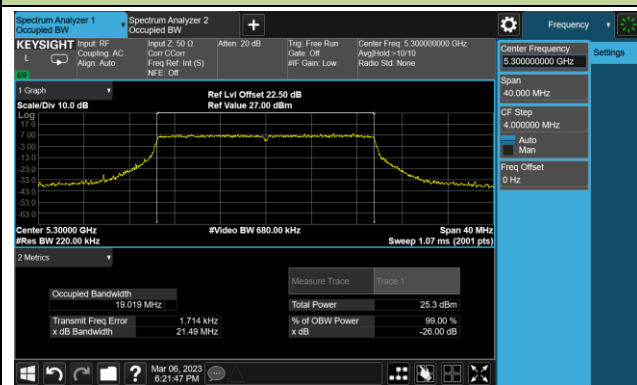 Spectrum Analyzer 1
Occupied BW
Spectrum Analyzer 2
Occupied BW
+
Frequency
KEYSIGHT
L
Input: RF
Coupling: AC
Align: Auto
Input Z: 50 Ω
Corr CCorr
Freq Ref: Int (S)
NFE: Off
Atten: 20 dB
Trig: Free Run
Gate: Off
#IF Gain: Low
Center Freq: 5.300000000 GHz
Avg|Hold:>10/10
Radio Std: None
Center Frequency
5.300000000 GHz
Settings
Span
40.000 MHz
CF Step
4.000000 MHz
Auto
Man
Freq Offset
0 Hz
1 Graph
Scale/Div 10.0 dB
Ref Lvl Offset 22.50 dB
Ref Value 27.00 dBm
Log
17.0
7.00
-3.00
-13.0
-23.0
-33.0
-43.0
-53.0
-63.0
Center 5.30000 GHz
#Video BW 680.00 kHz
Span 40 MHz
#Res BW 220.00 kHz
Sweep 1.07 ms (2001 pts)
2 Metrics
Measure Trace
Trace 1
Occupied Bandwidth
19.019 MHz
Total Power
25.3 dBm
Transmit Freq Error
1.714 kHz
% of OBW Power
99.00 %
x dB Bandwidth
21.49 MHz
x dB
-26.00 dB
?
Mar 06, 2023
6:21:47 PM